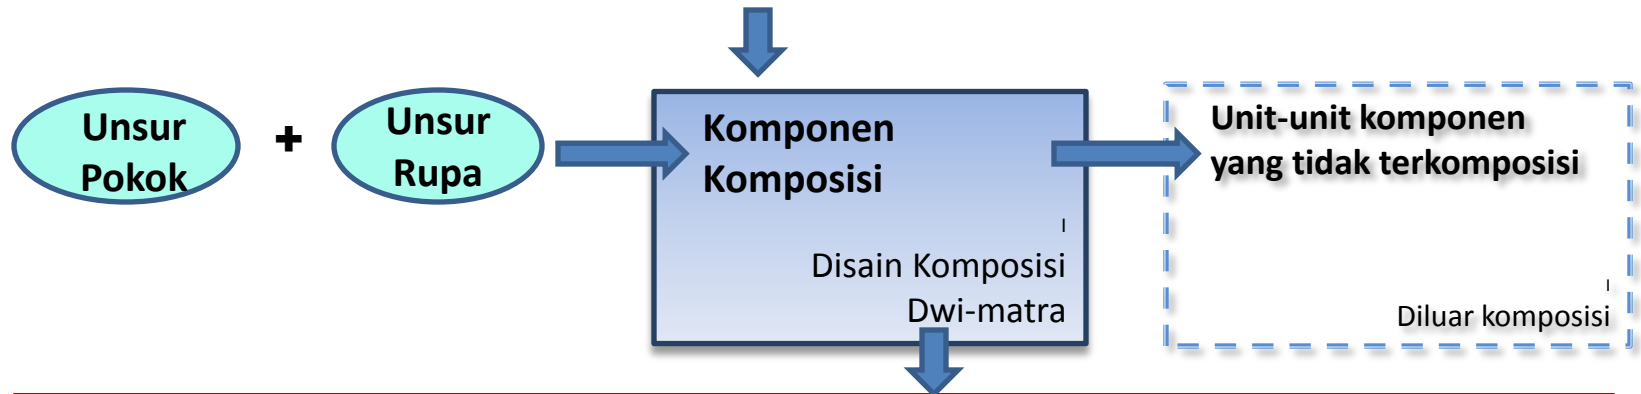 Unsur
Pokok
+
Unsur
Rupa
Komponen
Komposisi
I
Disain Komposisi
Dwi-matra
Unit-unit komponen
yang tidak terkomposisi
I
Diluar komposisi